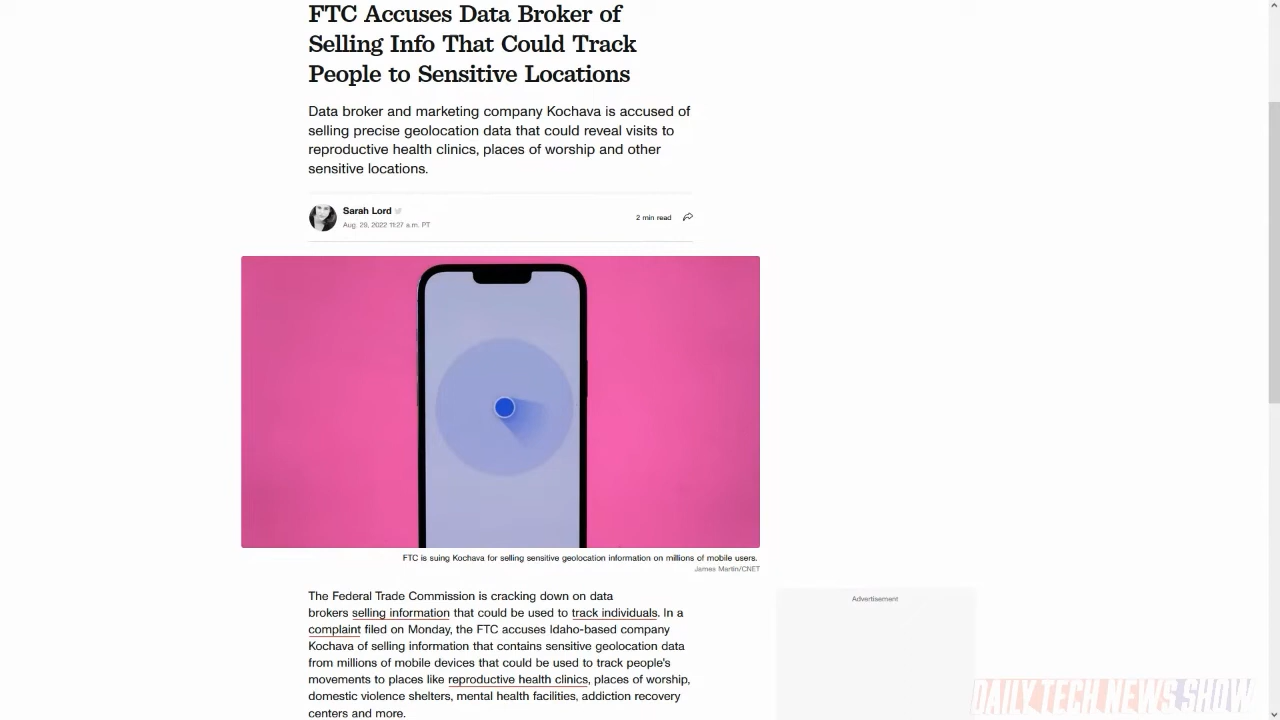 FTC Accuses Data Broker of
Selling Info That Could Track
People to Sensitive Locations
Data broker and marketing company Kochava is accused of
selling precise geolocation data that could reveal visits to
reproductive health clinics, places of worship and other
sensitive locations.
Sarah Lord
Aug. 29, 2022 11:27 a.m. PT
2 min read
FTC is suing Kochava for selling sensitive geolocation information on millions of mobile users.
James Martin/CNET
The Federal Trade Commission is cracking down on data
brokers selling information that could be used to track individuals. In a
complaint filed on Monday, the FTC accuses Idaho-based company
Kochava of selling information that contains sensitive geolocation data
from millions of mobile devices that could be used to track people's
movements to places like reproductive health clinics, places of worship,
domestic violence shelters, mental health facilities, addiction recovery
centers and more.
Advertisement
DAILY TECH NEWS SHOW